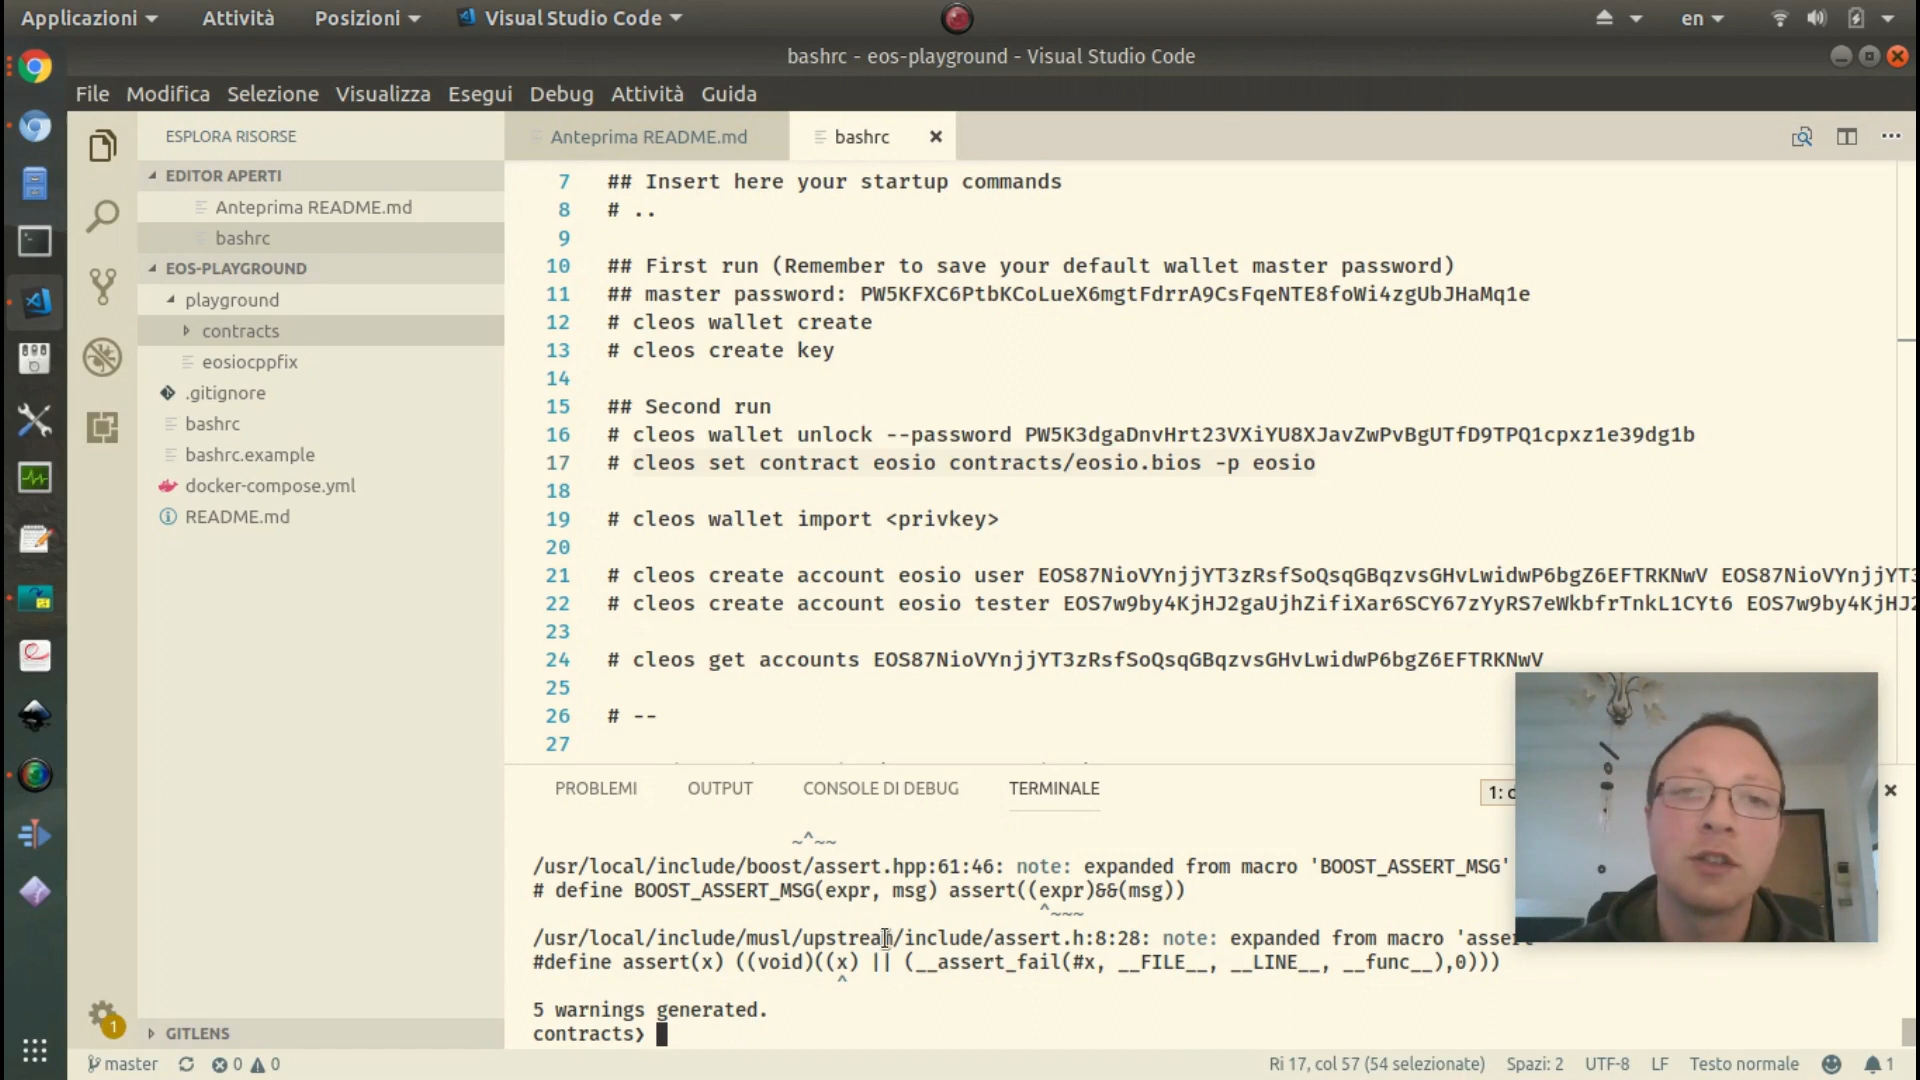 Applicazioni Attività Posizioni Visual Studio Code en
bashrc - eos-playground - Visual Studio Code
File Modifica Selezione Visualizza Esegui Debug Attività Guida
ESPLORA RISORSE
EDITOR APERTI
Anteprima README.md
bashrc
EOS-PLAYGROUND
playground
contracts
eosiocppfix
.gitignore
bashrc
bashrc.example
docker-compose.yml
README.md
GITLENS
Anteprima README.md bashrc
7 ## Insert here your startup commands
8 # ..
9
10 ## First run (Remember to save your default wallet master password)
11 ## master password: PW5KFXC6PtbKCoLueX6mgtFdrrA9CsFqeNTE8foWi4zgUbJHaMq1e
12 # cleos wallet create
13 # cleos create key
14
15 ## Second run
16 # cleos wallet unlock --password PW5K3dgaDnvHrt23VXiYU8XJavZwPvBgUTfD9TPQ1cpxz1e39dg1b
17 # cleos set contract eosio contracts/eosio.bios -p eosio
18
19 # cleos wallet import <privkey>
20
21 # cleos create account eosio user EOS87NioVYnjjYT3zRsfSoQsqGBqzvsGHvLwidwP6bgZ6EFTRKNwV EOS87NioVYnjjYT3
22 # cleos create account eosio tester EOS7w9by4KjHJ2gaUjhZifiXar6SCY67zYyRS7eWkbfrTnkL1CYt6 EOS7w9by4KjHJ2
23
24 # cleos get accounts EOS87NioVYnjjYT3zRsfSoQsqGBqzvsGHvLwidwP6bgZ6EFTRKNwV
25
26 # --
27
PROBLEMI OUTPUT CONSOLE DI DEBUG TERMINALE 1:
~^~~
/usr/local/include/boost/assert.hpp:61:46: note: expanded from macro 'BOOST_ASSERT_MSG'
# define BOOST_ASSERT_MSG(expr, msg) assert((expr)&&(msg))
^~~~
/usr/local/include/musl/upstream/include/assert.h:8:28: note: expanded from macro 'assert
#define assert(x) ((void)((x) || (__assert_fail(#x, __FILE__, __LINE__, __func__),0)))
^
5 warnings generated.
contracts❯
1
master 0 0 Ri 17, col 57 (54 selezionate) Spazi: 2 UTF-8 LF Testo normale 1